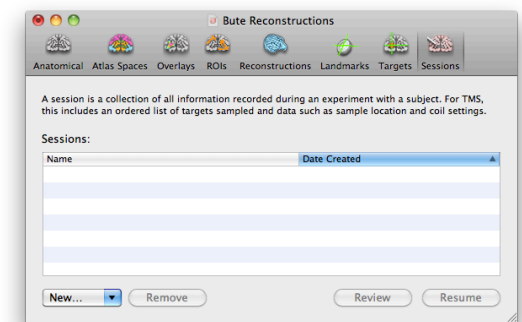 Bute Reconstructions
Anatomical Atlas Spaces Overlays ROIs Reconstructions Landmarks Targets Sessions
A session is a collection of all information recorded during an experiment with a subject. For TMS,
this includes an ordered list of targets sampled and data such as sample location and coil settings.
Sessions:
Name Date Created
New... Remove Review Resume